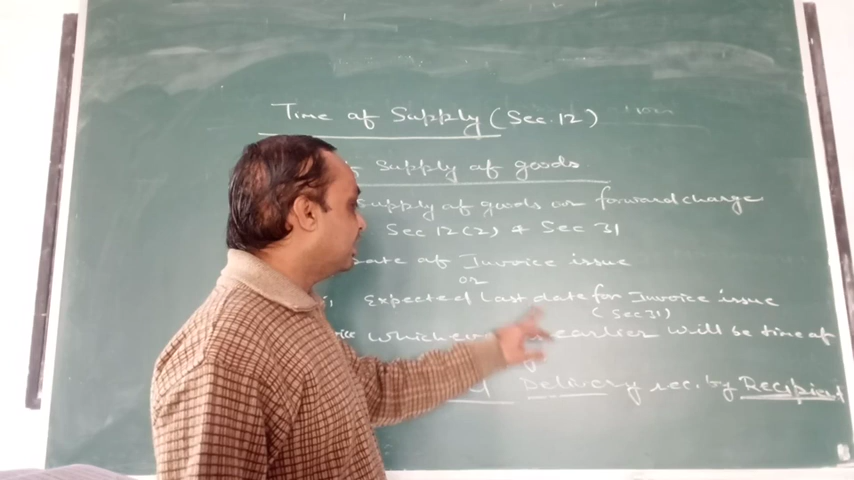 Time of Supply (Sec. 12)
Supply of goods
Supply of goods on forward charge
Sec 12(2) & Sec 31
Date of Invoice issue
or
Expected last date for Invoice issue
(Sec 31)
earlier will be time of
Delivery rec. by Recipient